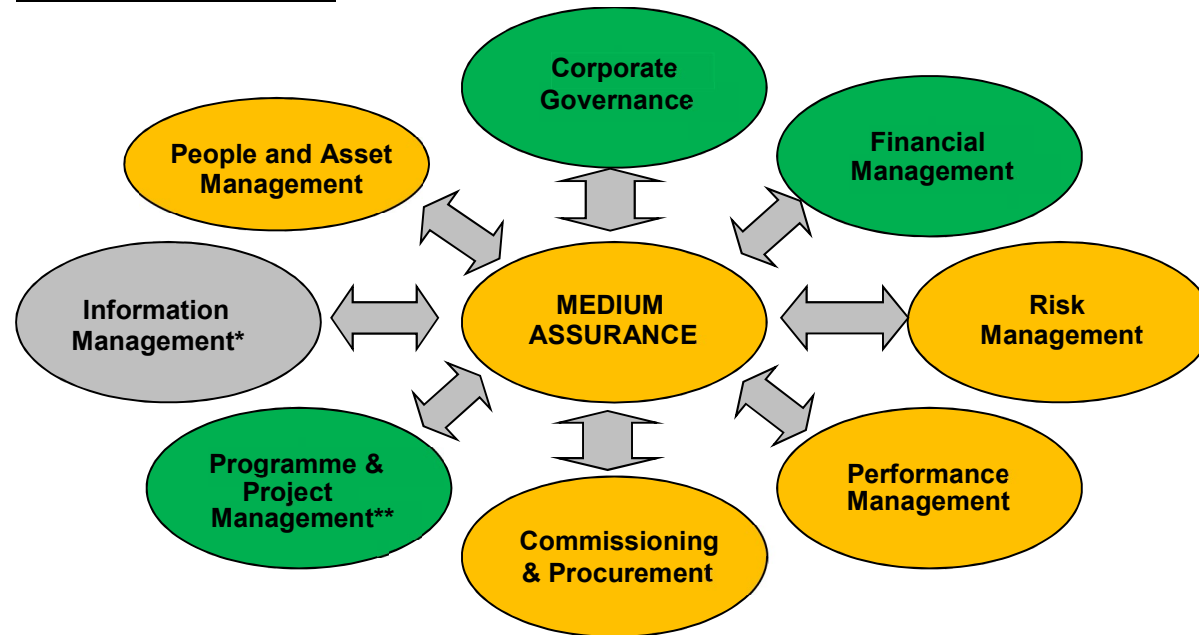 Corporate
Governance
People and Asset
Management
Financial
Management
Information
Management*
MEDIUM
ASSURANCE
Risk
Management
Programme &
Project
Management**
Performance
Management
Commissioning
& Procurement